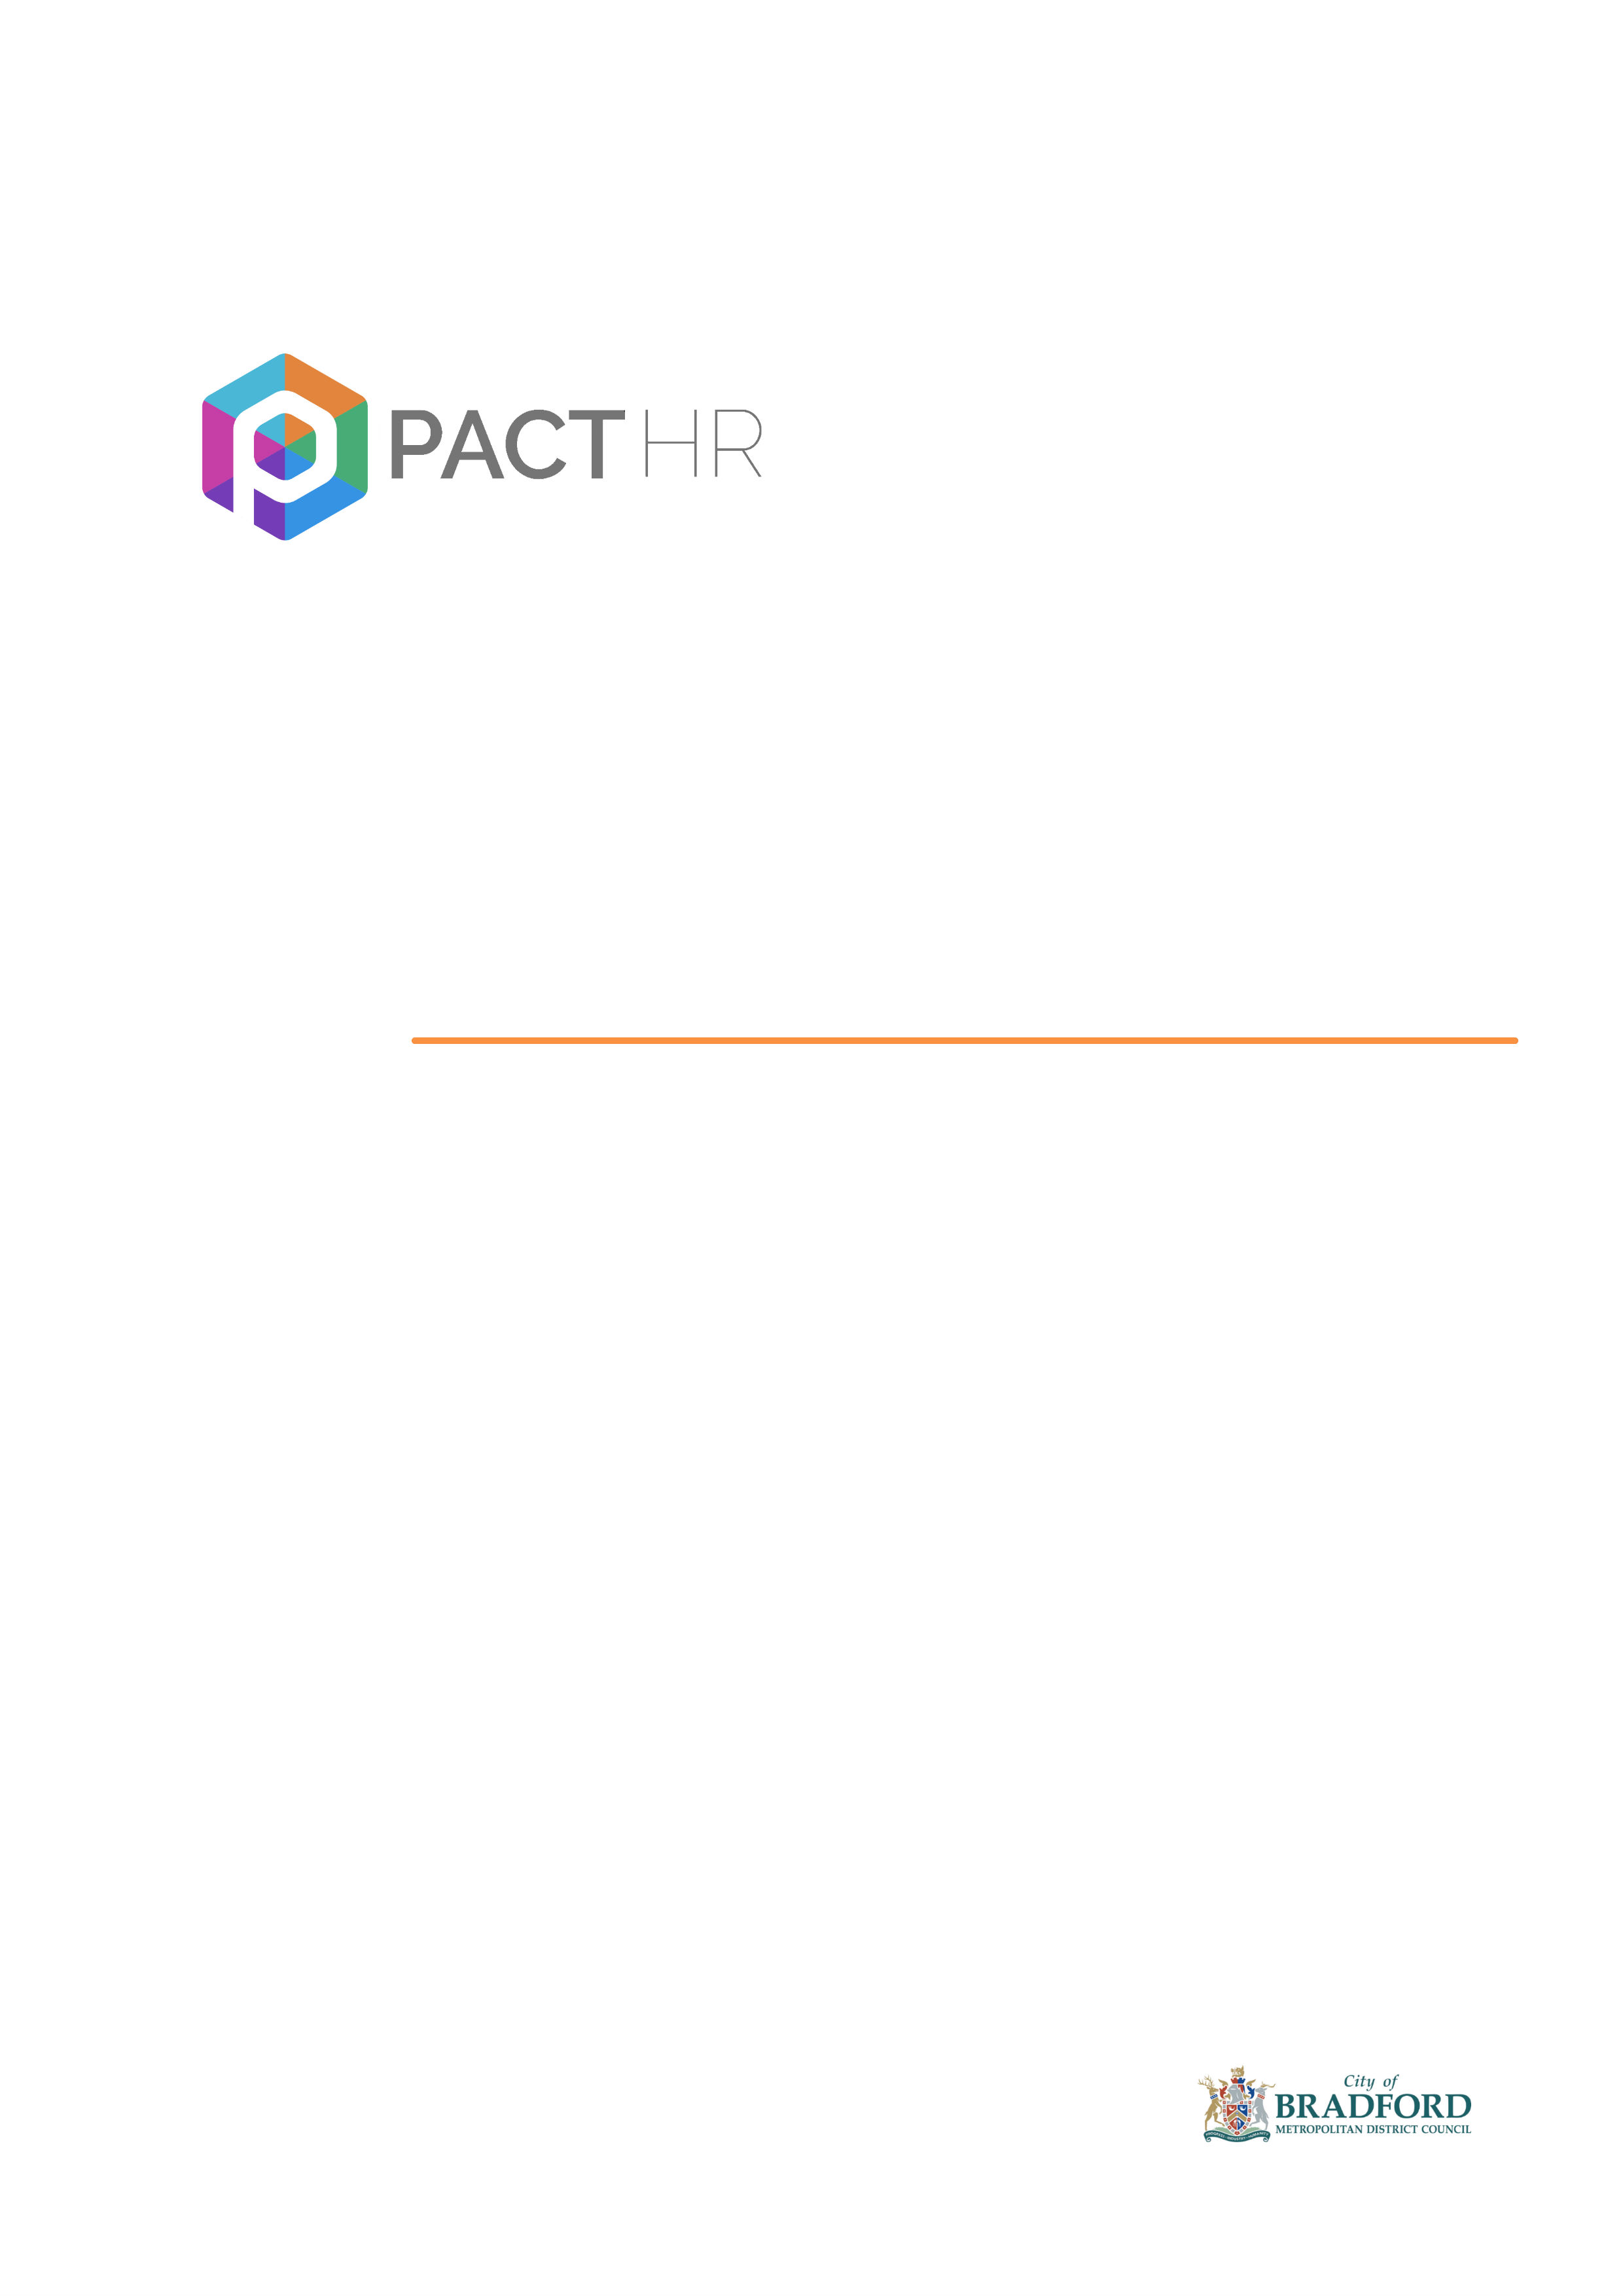 PACT HR
City of
BRADFORD
METROPOLITAN DISTRICT COUNCIL